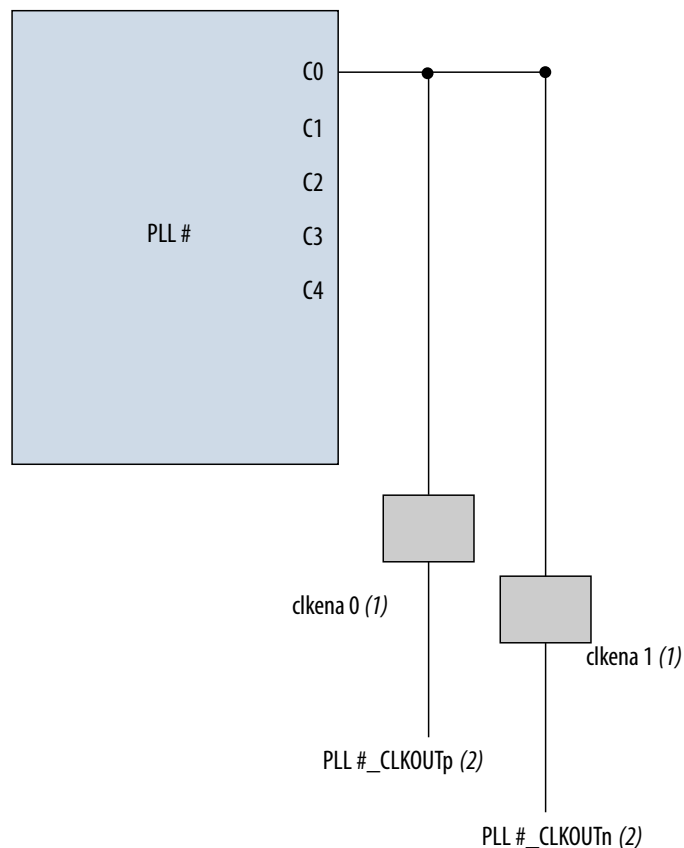 C0
C1
C2
PLL #
C3
C4
clkena 0 (1)
clkena 1 (1)
PLL #_CLKOUTp (2)
PLL #_CLKOUTn (2)